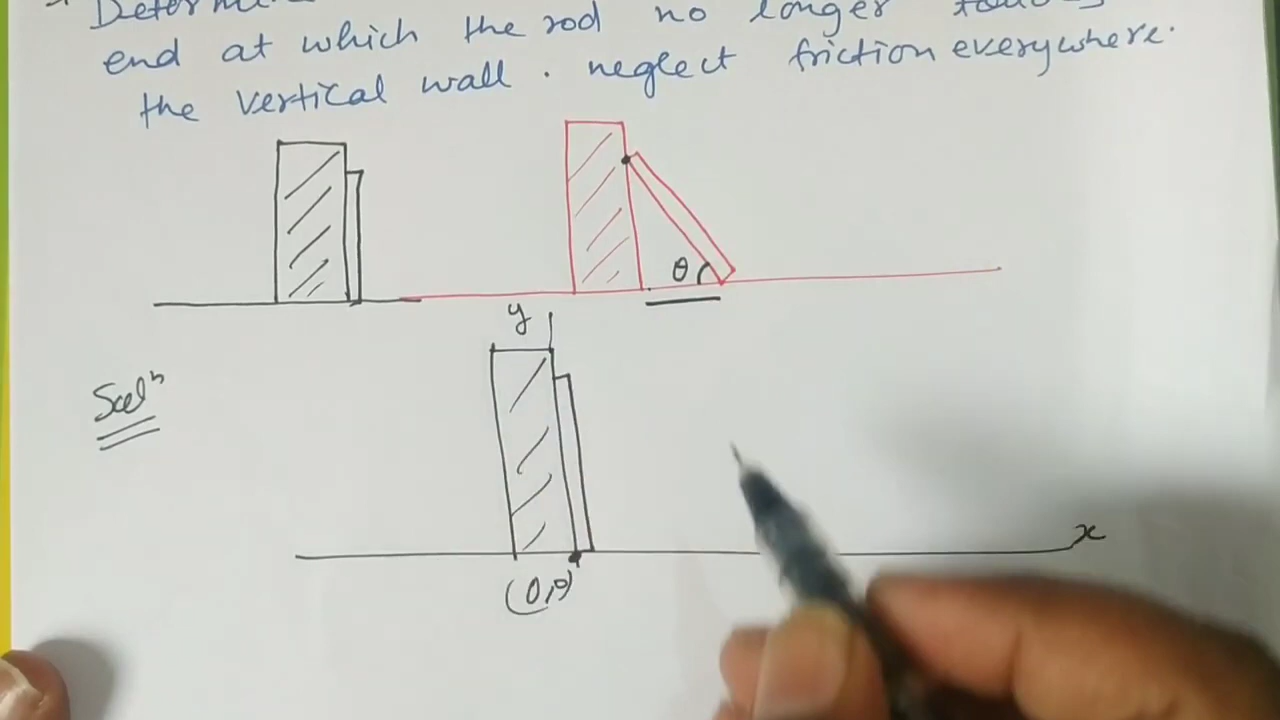 end at which the rod no longer
the vertical wall . neglect friction everywhere.
θ
y
Solⁿ
x
(0,0)